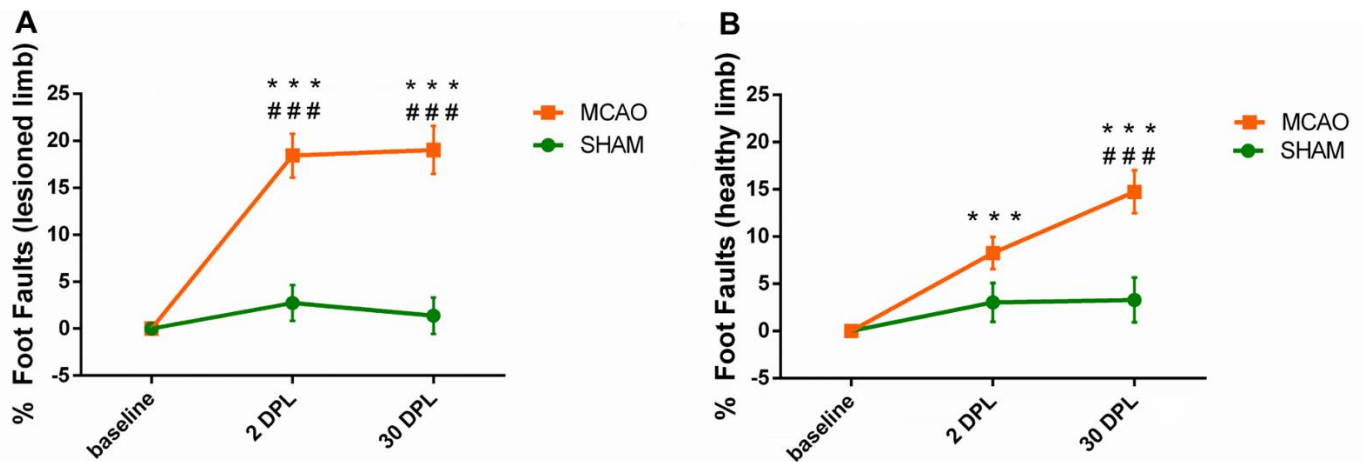 A
% Foot Faults (lesioned limb)
25
20
15
10
5
0
-5
* * *
# # #
* * *
# # #
MCAO
SHAM
baseline
2 DPL
30 DPL
B
% Foot Faults (healthy limb)
25
20
15
10
5
0
-5
* * *
* * *
# # #
MCAO
SHAM
baseline
2 DPL
30 DPL